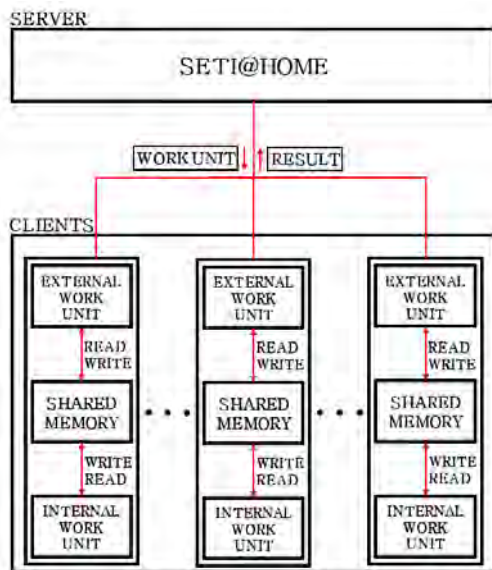 SERVER
SETI@HOME
WORK UNIT
RESULT
CLIENTS
EXTERNAL
WORK
UNIT
READ
WRITE
SHARED
MEMORY
WRITE
READ
INTERNAL
WORK
UNIT
EXTERNAL
WORK
UNIT
READ
WRITE
SHARED
MEMORY
WRITE
READ
INTERNAL
WORK
UNIT
EXTERNAL
WORK
UNIT
READ
WRITE
SHARED
MEMORY
WRITE
READ
INTERNAL
WORK
UNIT